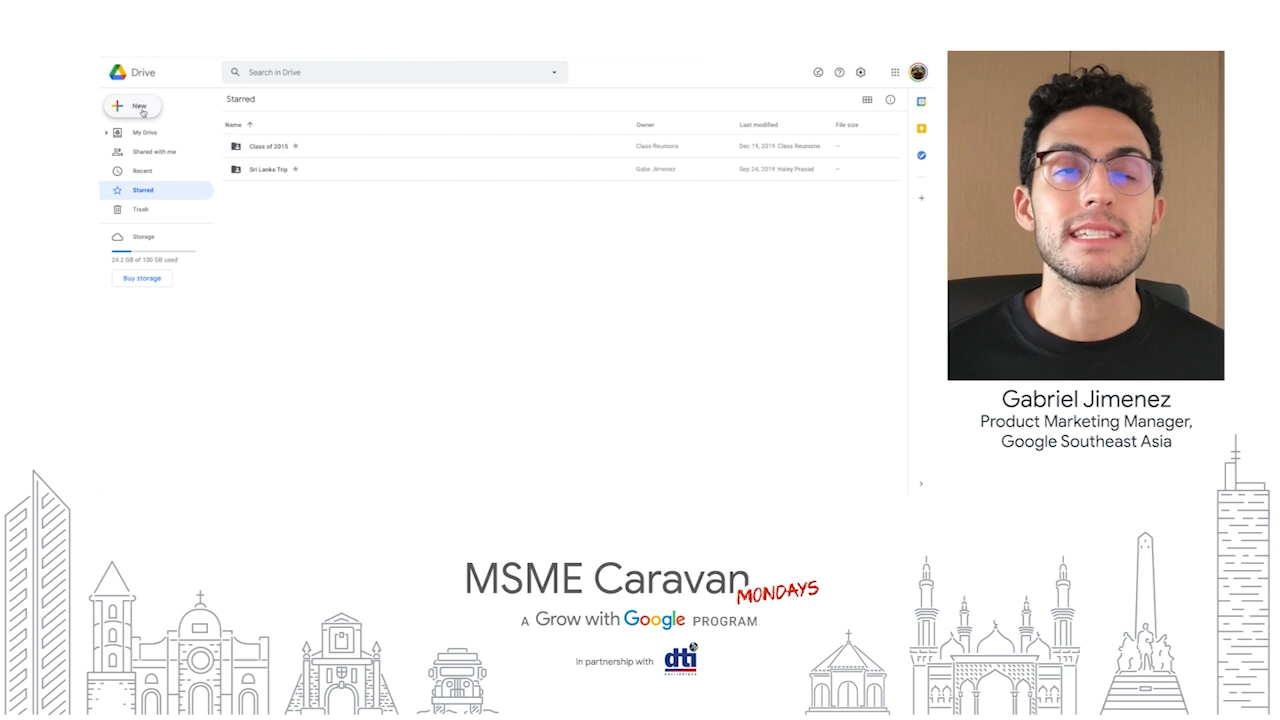 Drive
Search in Drive
New
Starred
My Drive
Shared with me
Recent
Starred
Trash
Storage
24.2 GB of 100 GB used
Buy storage
Name Owner Last modified File size
Class of 2015 Class Reunions Dec 19, 2019 Class Reunions —
Sri Lanka Trip Gabe Jimenez Sep 24, 2019 Haley Prasad —
Gabriel Jimenez
Product Marketing Manager,
Google Southeast Asia
MSME Caravan
MONDAYS
A Grow with Google PROGRAM
In partnership with dti
PHILIPPINES